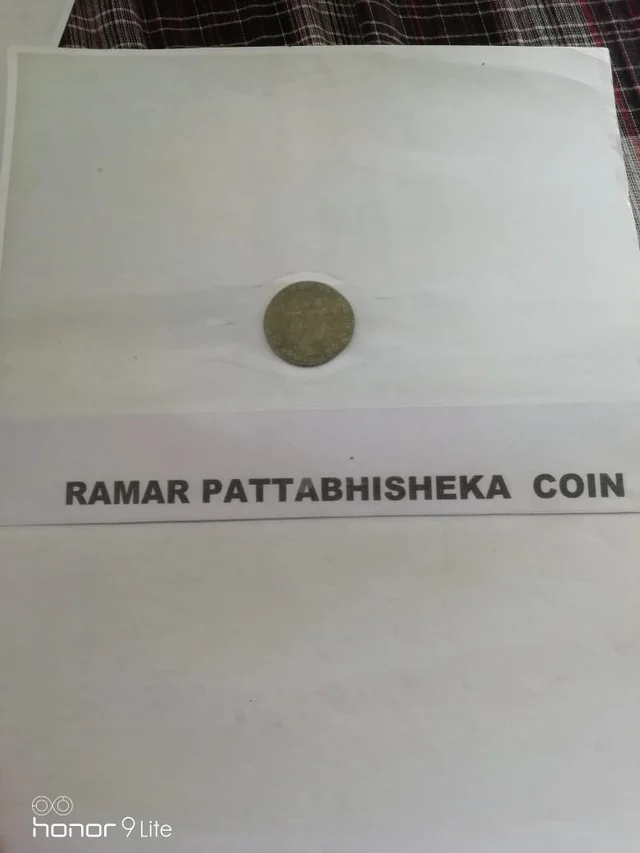 RAMAR PATTABHISHEKA COIN
honor 9 Lite